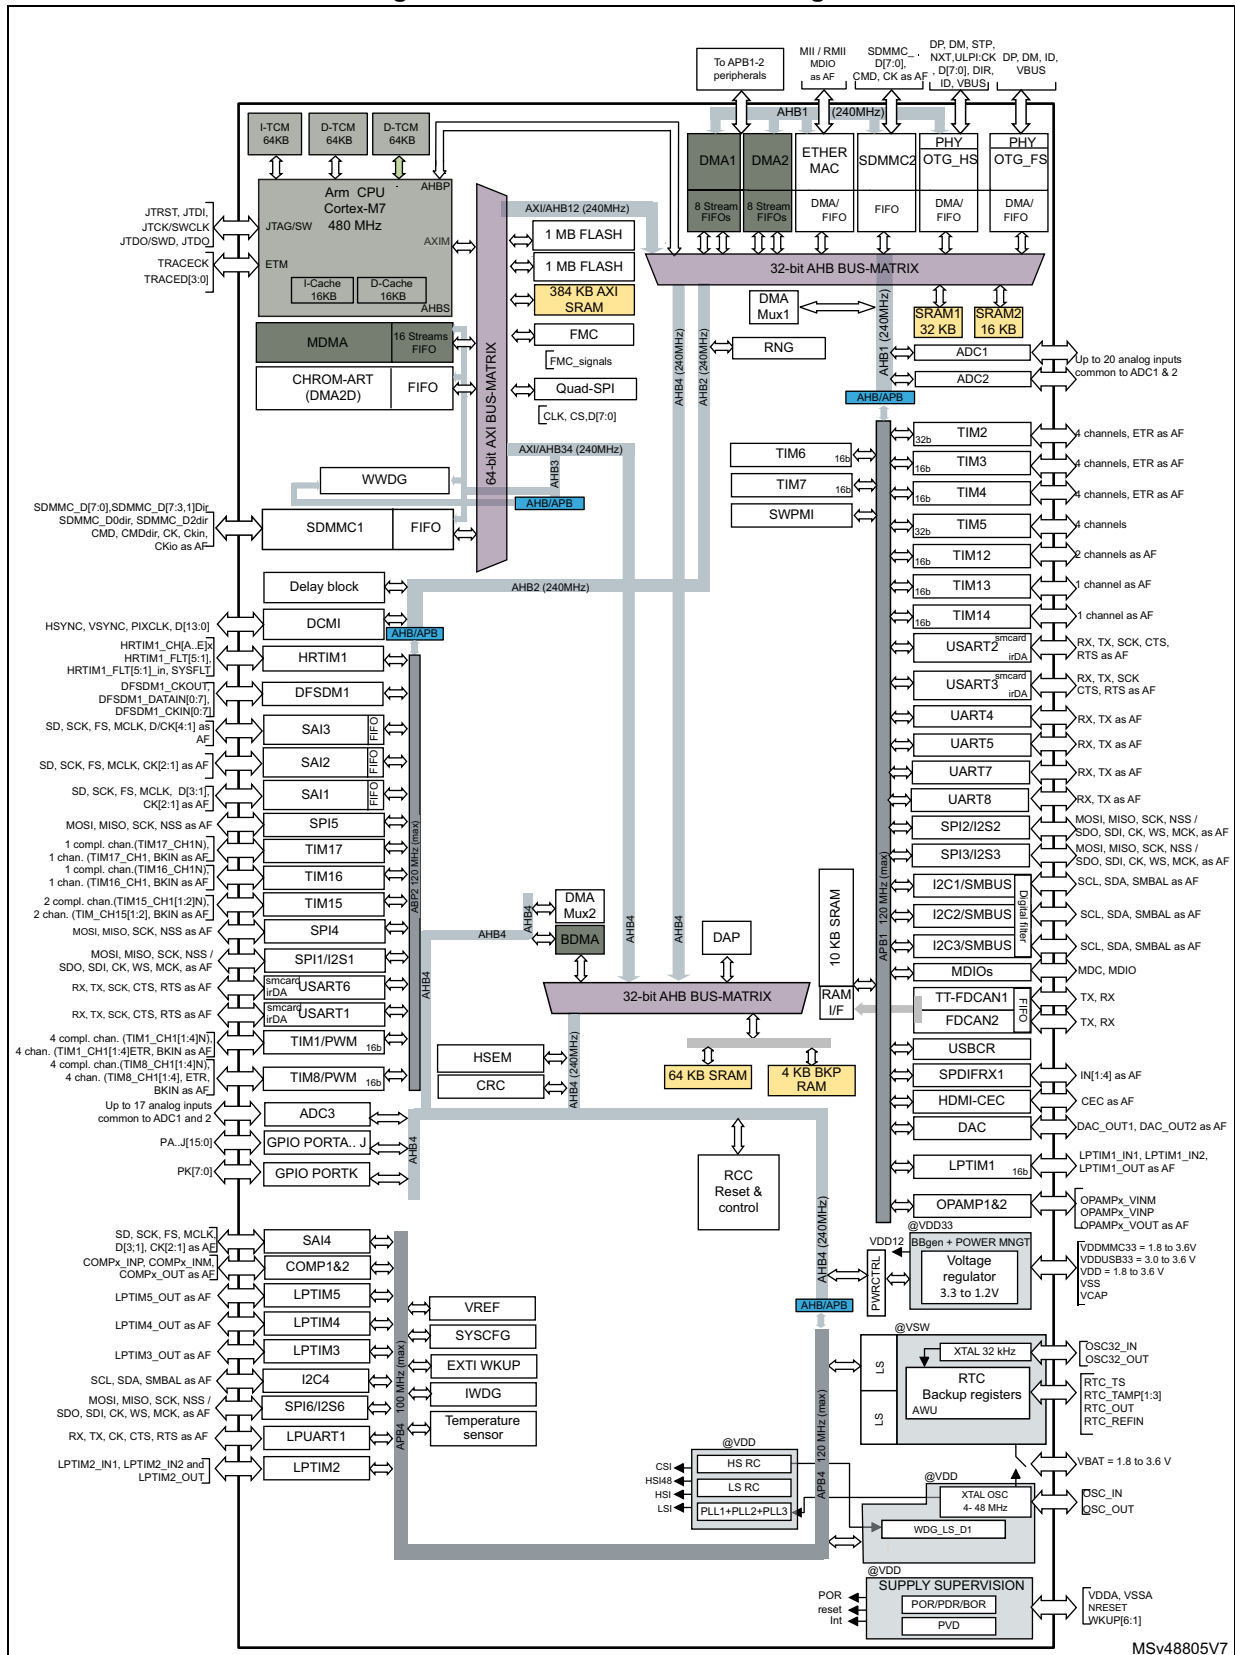 To APB1-2
peripherals
MII / RMII
MDIO
as AF
SDMMC_
D[7:0],
CMD, CK as AF
DP, DM, STP,
NXT,ULPI:CK
, D[7:0], DIR,
ID, VBUS
DP, DM, ID,
VBUS
AHB1 (240MHz)
I-TCM
64KB
D-TCM
64KB
D-TCM
64KB
DMA1
8 Stream
FIFOs
DMA2
8 Stream
FIFOs
ETHER
MAC
DMA/
FIFO
SDMMC2
FIFO
PHY
OTG_HS
DMA/
FIFO
PHY
OTG_FS
DMA/
FIFO
AHBP
Arm CPU
Cortex-M7
480 MHz
JTRST, JTDI,
JTCK/SWCLK
JTDO/SWD, JTDO
JTAG/SW
AXIM
TRACECK
TRACED[3:0]
ETM
I-Cache
16KB
D-Cache
16KB
AHBS
AXI/AHB12 (240MHz)
1 MB FLASH
1 MB FLASH
384 KB AXI
SRAM
FMC
FMC_signals
Quad-SPI
CLK, CS,D[7:0]
64-bit AXI BUS-MATRIX
32-bit AHB BUS-MATRIX
DMA
Mux1
RNG
AHB4 (240MHz)
AHB2 (240MHz)
AHB1 (240MHz)
SRAM1
32 KB
SRAM2
16 KB
ADC1
ADC2
Up to 20 analog inputs
common to ADC1 & 2
AHB/APB
MDMA
16 Streams
FIFO
CHROM-ART
(DMA2D)
FIFO
AXI/AHB34 (240MHz)
AHB3
WWDG
AHB/APB
SDMMC_D[7:0],SDMMC_D[7:3,1]Dir
SDMMC_D0dir, SDMMC_D2dir
CMD, CMDdir, CK, Ckin,
CKio as AF
SDMMC1
FIFO
TIM6
16b
TIM7
16b
SWPMI
TIM2
32b
4 channels, ETR as AF
TIM3
16b
4 channels, ETR as AF
TIM4
16b
4 channels, ETR as AF
TIM5
32b
4 channels
TIM12
16b
2 channels as AF
TIM13
16b
1 channel as AF
TIM14
16b
1 channel as AF
USART2
smcard
irDA
RX, TX, SCK, CTS,
RTS as AF
USART3
smcard
irDA
RX, TX, SCK
CTS, RTS as AF
UART4
RX, TX as AF
UART5
RX, TX as AF
UART7
RX, TX as AF
UART8
RX, TX as AF
SPI2/I2S2
MOSI, MISO, SCK, NSS /
SDO, SDI, CK, WS, MCK, as AF
SPI3/I2S3
MOSI, MISO, SCK, NSS /
SDO, SDI, CK, WS, MCK, as AF
I2C1/SMBUS
SCL, SDA, SMBAL as AF
I2C2/SMBUS
SCL, SDA, SMBAL as AF
I2C3/SMBUS
SCL, SDA, SMBAL as AF
Digital filter
MDIOs
MDC, MDIO
TT-FDCAN1
TX, RX
FDCAN2
TX, RX
FIFO
USBCR
SPDIFRX1
IN[1:4] as AF
HDMI-CEC
CEC as AF
DAC
DAC_OUT1, DAC_OUT2 as AF
LPTIM1
16b
LPTIM1_IN1, LPTIM1_IN2,
LPTIM1_OUT as AF
OPAMP1&2
OPAMPx_VINM
OPAMPx_VINP
OPAMPx_VOUT as AF
APB1 120 MHz (max)
10 KB SRAM
RAM
I/F
Delay block
AHB2 (240MHz)
HSYNC, VSYNC, PIXCLK, D[13:0]
DCMI
AHB/APB
HRTIM1_CH[A..E]x
HRTIM1_FLT[5:1],
HRTIM1_FLT[5:1]_in, SYSFLT
HRTIM1
DFSDM1_CKOUT,
DFSDM1_DATAIN[0:7],
DFSDM1_CKIN[0:7]
DFSDM1
SD, SCK, FS, MCLK, D/CK[4:1] as
AF
SAI3
FIFO
SD, SCK, FS, MCLK, CK[2:1] as AF
SAI2
FIFO
SD, SCK, FS, MCLK, D[3:1],
CK[2:1] as AF
SAI1
FIFO
MOSI, MISO, SCK, NSS as AF
SPI5
1 compl. chan.(TIM17_CH1N),
1 chan. (TIM17_CH1, BKIN as AF
TIM17
1 compl. chan.(TIM16_CH1N),
1 chan. (TIM16_CH1, BKIN as AF
TIM16
2 compl. chan.(TIM15_CH1[1:2]N),
2 chan. (TIM_CH15[1:2], BKIN as AF
TIM15
MOSI, MISO, SCK, NSS as AF
SPI4
MOSI, MISO, SCK, NSS /
SDO, SDI, CK, WS, MCK, as AF
SPI1/I2S1
RX, TX, SCK, CTS, RTS as AF
smcard
irDA
USART6
RX, TX, SCK, CTS, RTS as AF
smcard
irDA
USART1
4 compl. chan. (TIM1_CH1[1:4]N),
4 chan. (TIM1_CH1[1:4]ETR, BKIN as AF
TIM1/PWM
16b
4 compl. chan.(TIM8_CH1[1:4]N),
4 chan. (TIM8_CH1[1:4], ETR,
BKIN as AF
TIM8/PWM
16b
ABP2 120 MHz (max)
Up to 17 analog inputs
common to ADC1 and 2
ADC3
PA..J[15:0]
GPIO PORTA.. J
PK[7:0]
GPIO PORTK
AHB4
AHB4
AHB4
AHB4
AHB4
AHB4
DMA
Mux2
BDMA
DAP
32-bit AHB BUS-MATRIX
HSEM
CRC
AHB4 (240MHz)
64 KB SRAM
4 KB BKP
RAM
RCC
Reset &
control
AHB4 (240MHz)
AHB/APB
SD, SCK, FS, MCLK,
D[3;1], CK[2:1] as AF
SAI4
COMPx_INP, COMPx_INM,
COMPx_OUT as AF
COMP1&2
LPTIM5_OUT as AF
LPTIM5
LPTIM4_OUT as AF
LPTIM4
LPTIM3_OUT as AF
LPTIM3
SCL, SDA, SMBAL as AF
I2C4
MOSI, MISO, SCK, NSS /
SDO, SDI, CK, WS, MCK, as AF
SPI6/I2S6
RX, TX, CK, CTS, RTS as AF
LPUART1
LPTIM2_IN1, LPTIM2_IN2 and
LPTIM2_OUT
LPTIM2
APB4 100 MHz (max)
VREF
SYSCFG
EXTI WKUP
IWDG
Temperature
sensor
APB4 120 MHz (max)
@VDD33
VDD12
PWRCTRL
BBgen + POWER MNGT
Voltage
regulator
3.3 to 1.2V
VDDMMC33 = 1.8 to 3.6V
VDDUSB33 = 3.0 to 3.6 V
VDD = 1.8 to 3.6 V
VSS
VCAP
@VSW
LS
LS
XTAL 32 kHz
RTC
Backup registers
AWU
OSC32_IN
OSC32_OUT
RTC_TS
RTC_TAMP[1:3]
RTC_OUT
RTC_REFIN
VBAT = 1.8 to 3.6 V
@VDD
CSI
HSI48
HSI
LSI
HS RC
LS RC
PLL1+PLL2+PLL3
@VDD
XTAL OSC
4- 48 MHz
WDG_LS_D1
OSC_IN
OSC_OUT
@VDD
SUPPLY SUPERVISION
POR
reset
Int
POR/PDR/BOR
PVD
VDDA, VSSA
NRESET
WKUP[6:1]
MSv48805V7